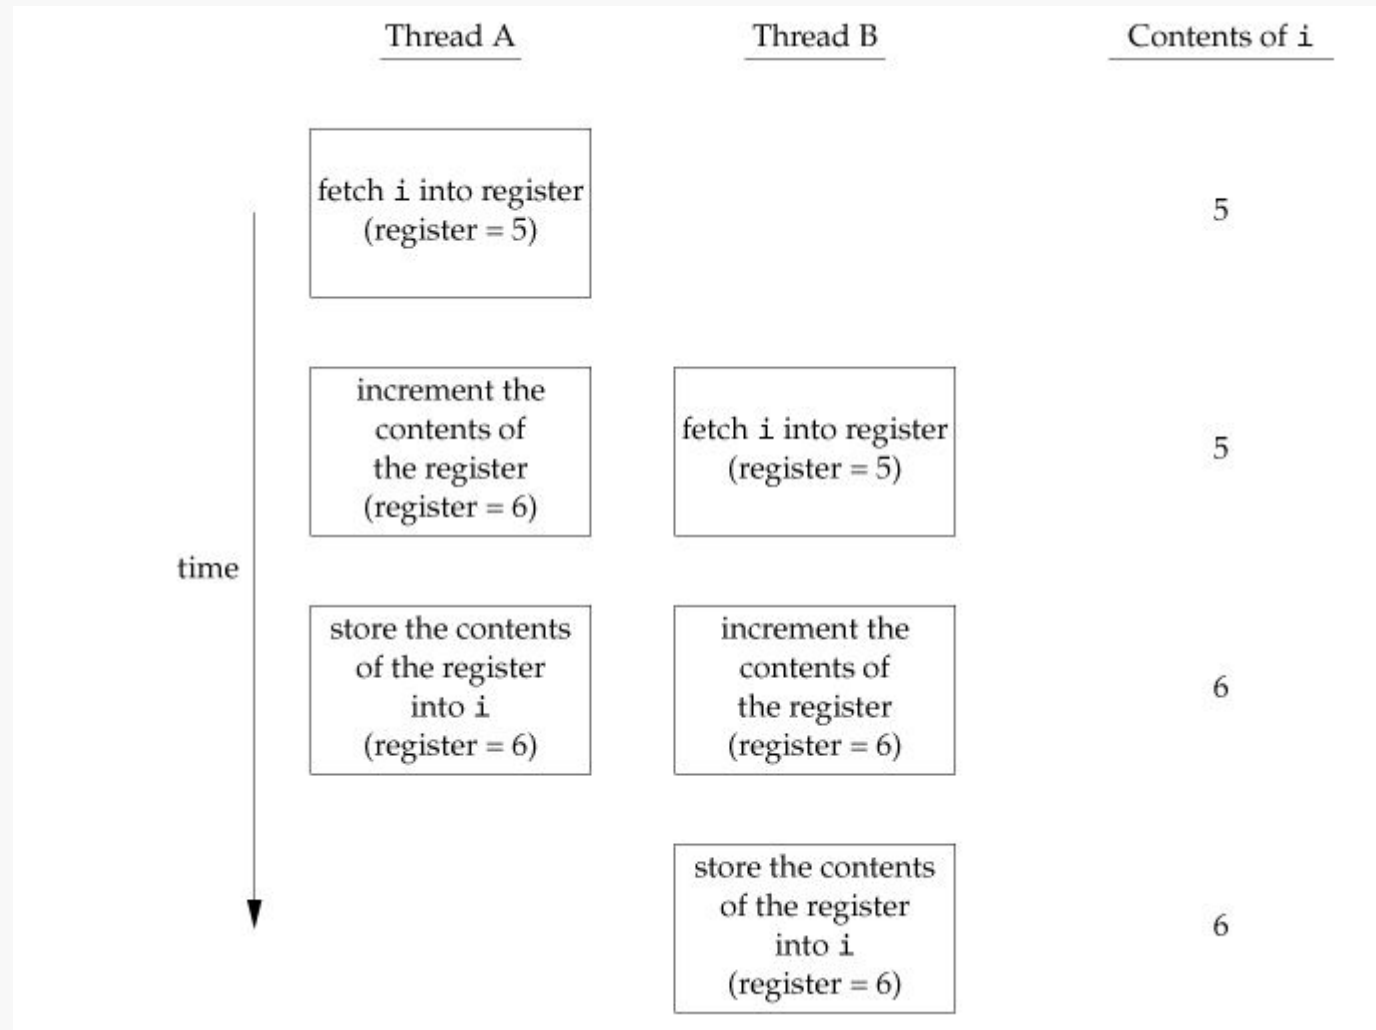 Thread A
Thread B
Contents of i
fetch i into register
(register = 5)
5
increment the
contents of
the register
(register = 6)
fetch i into register
(register = 5)
5
time
store the contents
of the register
into i
(register = 6)
increment the
contents of
the register
(register = 6)
6
store the contents
of the register
into i
(register = 6)
6